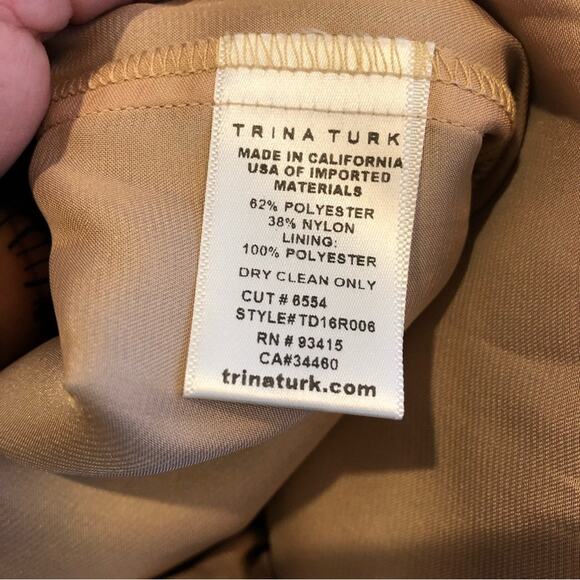 TRINA TURK
MADE IN CALIFORNIA
USA OF IMPORTED
MATERIALS
62% POLYESTER
38% NYLON
LINING:
100% POLYESTER
DRY CLEAN ONLY
CUT # 6554
STYLE#TD16R006
RN # 93415
CA#34460
trinaturk.com